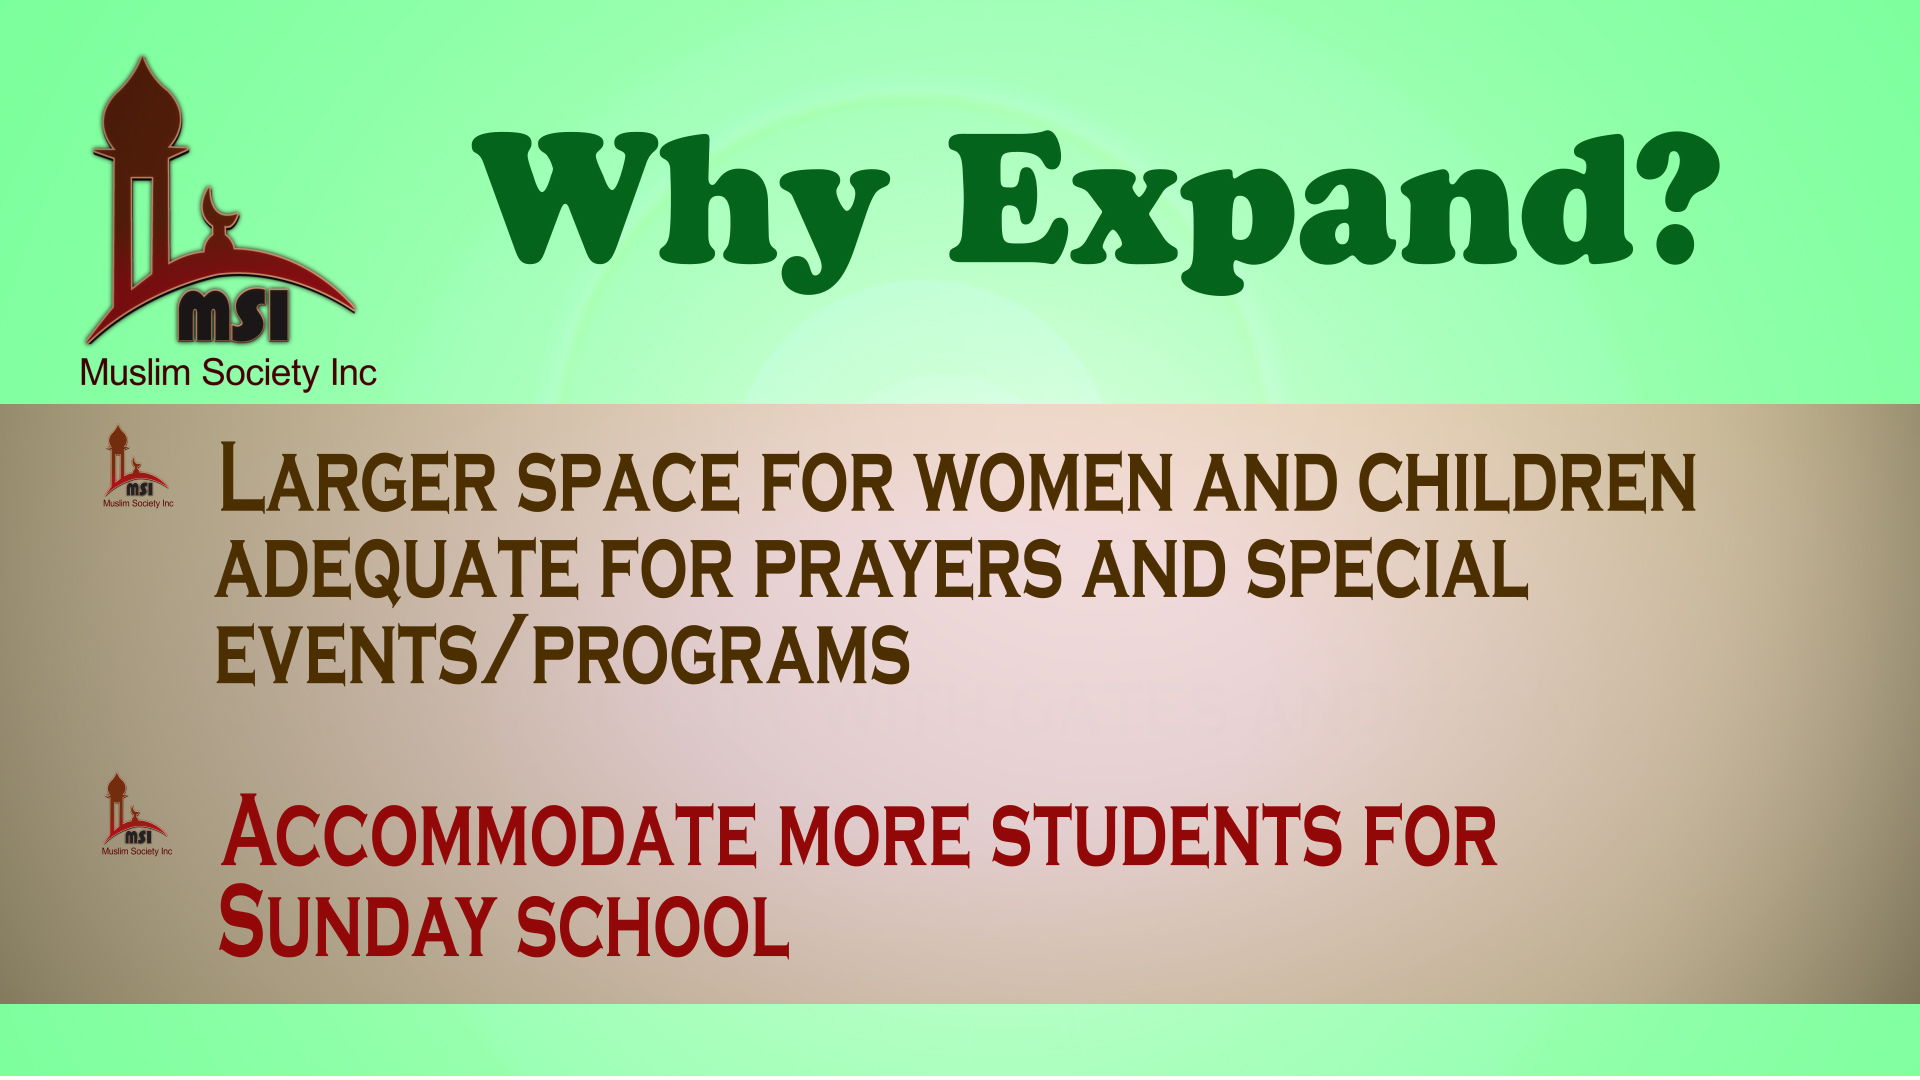 Why Expand?
MSI
Muslim Society Inc
MSI
Muslim Society Inc
Larger space for women and children
adequate for prayers and special
events/programs
MSI
Muslim Society Inc
Accommodate more students for
Sunday school